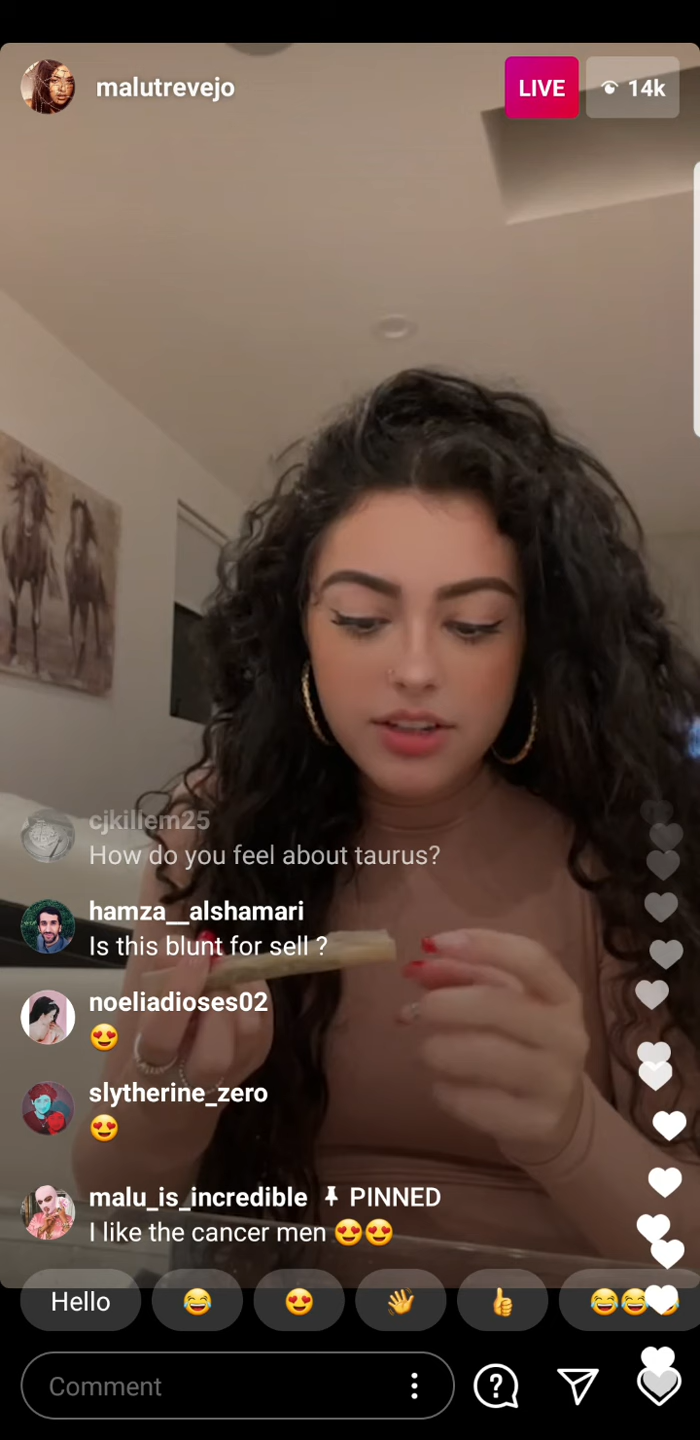 malutrevejo
LIVE
14k
cjkillem25
How do you feel about taurus?
hamza__alshamari
Is this blunt for sell ?
noeliadioses02
😍
slytherine_zero
😍
malu_is_incredible PINNED
I like the cancer men 😍😍
Hello 😂 😍 👋 👍 😂😂
Comment